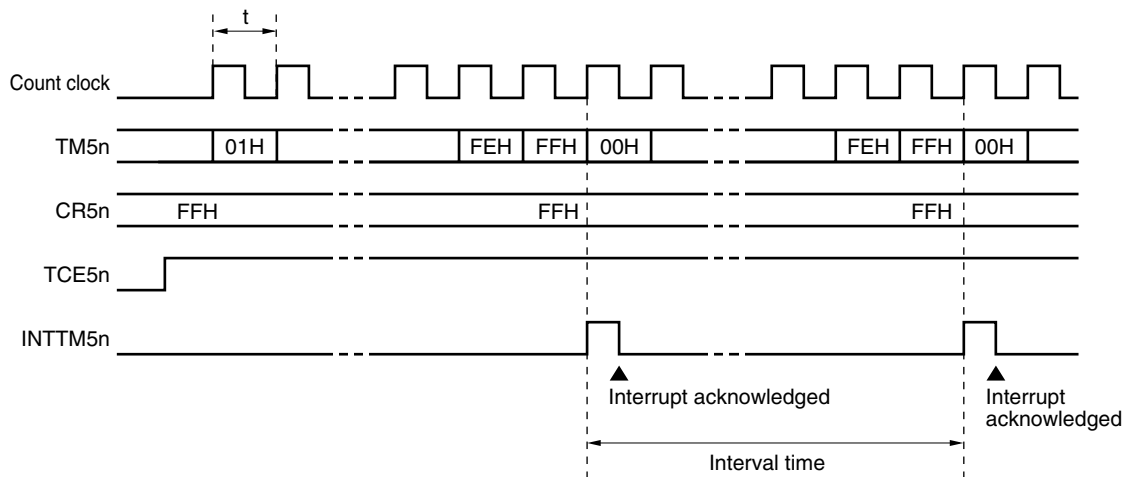 t
Count clock
TM5n 01H FEH FFH 00H FEH FFH 00H
CR5n FFH FFH FFH
TCE5n
INTTM5n
Interrupt acknowledged
Interrupt
acknowledged
Interval time